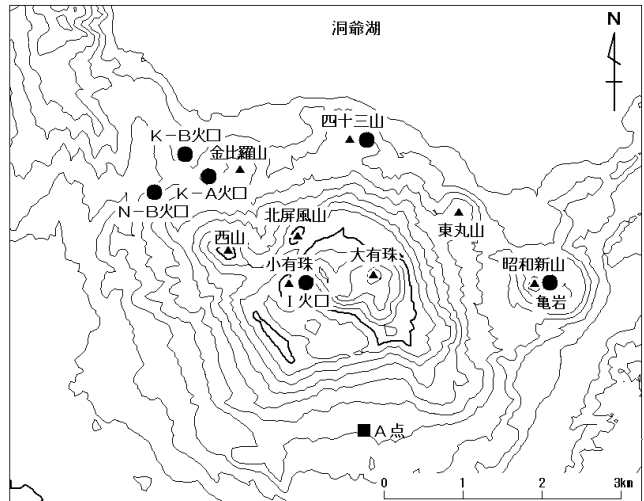 洞爺湖
N
四十三山
K－B火口
金比羅山
K－A火口
N－B火口
北屏風山
東丸山
西山
小有珠
大有珠
昭和新山
I火口
亀岩
A点
0 1 2 3km